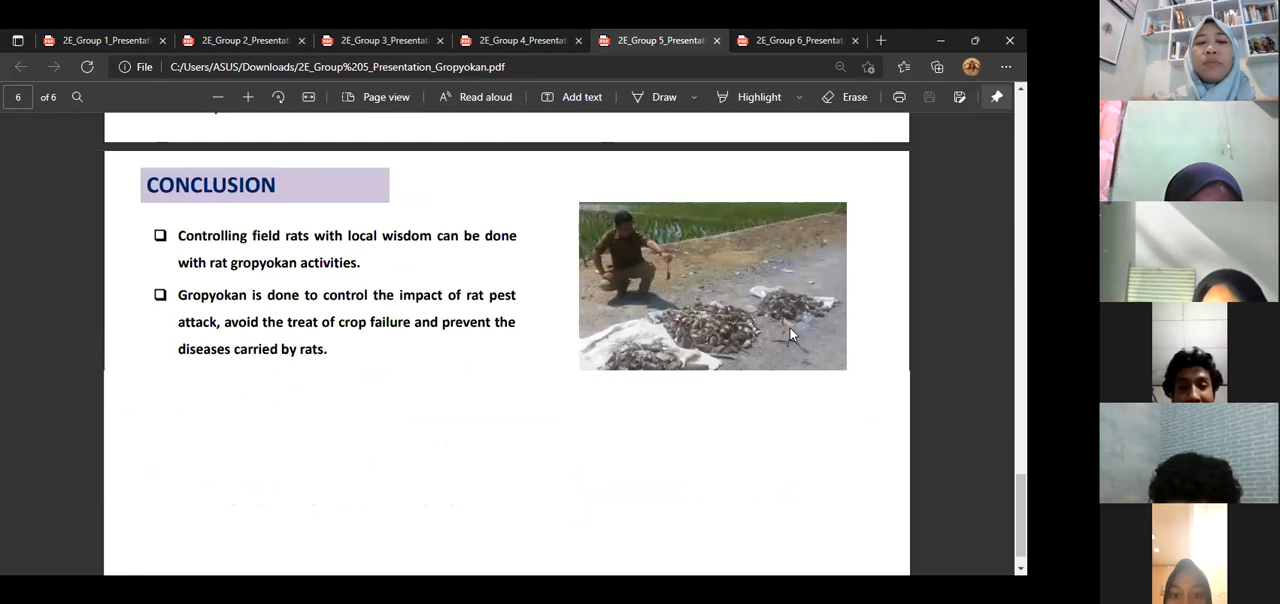 2E_Group 1_Presentat
2E_Group 2_Presentat
2E_Group 3_Presentat
2E_Group 4_Presentat
2E_Group 5_Presentat
2E_Group 6_Presentat
File
C:/Users/ASUS/Downloads/2E_Group%205_Presentation_Gropyokan.pdf
6
of 6
Page view
Read aloud
Add text
Draw
Highlight
Erase
CONCLUSION
Controlling field rats with local wisdom can be done
with rat gropyokan activities.
Gropyokan is done to control the impact of rat pest
attack, avoid the treat of crop failure and prevent the
diseases carried by rats.